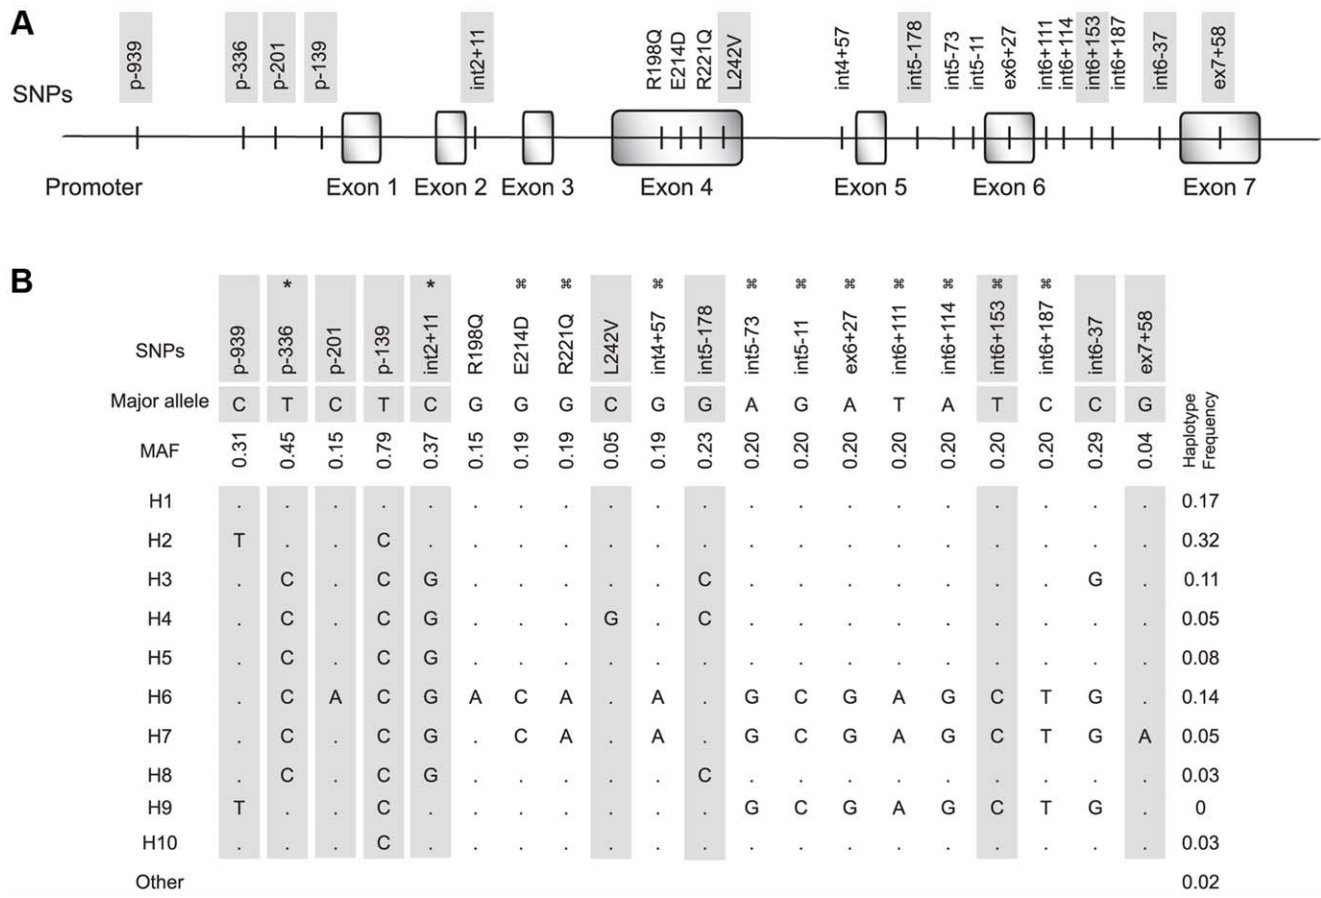 A
p-939 p-336 p-201 p-139 int2+11 R198Q E214D R221Q L242V int4+57 int5-178 int5-73 int5-11 ex6+27 int6+111 int6+114 int6+153 int6+187 int6-37 ex7+58
SNPs
Promoter Exon 1 Exon 2 Exon 3 Exon 4 Exon 5 Exon 6 Exon 7
B
* * ⌘ ⌘ ⌘ ⌘ ⌘ ⌘ ⌘ ⌘ ⌘ ⌘
SNPs p-939 p-336 p-201 p-139 int2+11 R198Q E214D R221Q L242V int4+57 int5-178 int5-73 int5-11 ex6+27 int6+111 int6+114 int6+153 int6+187 int6-37 ex7+58
Major allele C T C T C G G G C G G A G A T A T C C G
MAF 0.31 0.45 0.15 0.79 0.37 0.15 0.19 0.19 0.05 0.19 0.23 0.20 0.20 0.20 0.20 0.20 0.20 0.20 0.29 0.04
Haplotype
Frequency
H1 . . . . . . . . . . . . . . . . . . . . 0.17
H2 T . . C . . . . . . . . . . . . . . . . 0.32
H3 . C . C G . . . . . C . . . . . . . G . 0.11
H4 . C . C G . . . G . C . . . . . . . . . 0.05
H5 . C . C G . . . . . . . . . . . . . . . 0.08
H6 . C A C G A C A . A . G C G A G C T G . 0.14
H7 . C . C G . C A . A . G C G A G C T G A 0.05
H8 . C . C G . . . . . C . . . . . . . . . 0.03
H9 T . . C . . . . . . . G C G A G C T G . 0
H10 . . . C . . . . . . . . . . . . . . . . 0.03
Other 0.02